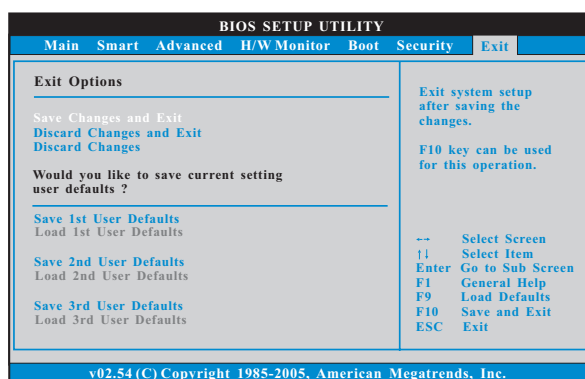 BIOS SETUP UTILITY
Main Smart Advanced H/W Monitor Boot Security Exit
Exit Options
Save Changes and Exit
Discard Changes and Exit
Discard Changes
Would you like to save current setting
user defaults ?
Save 1st User Defaults
Load 1st User Defaults
Save 2nd User Defaults
Load 2nd User Defaults
Save 3rd User Defaults
Load 3rd User Defaults
Exit system setup
after saving the
changes.
F10 key can be used
for this operation.
←→ Select Screen
↑↓ Select Item
Enter Go to Sub Screen
F1 General Help
F9 Load Defaults
F10 Save and Exit
ESC Exit
v02.54 (C) Copyright 1985-2005, American Megatrends, Inc.